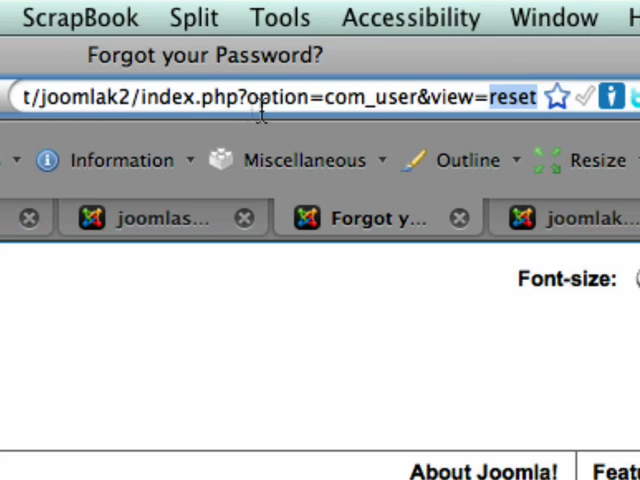 ScrapBook Split Tools Accessibility Window H
Forgot your Password?
t/joomlak2/index.php?option=com_user&view=reset
Information Miscellaneous Outline Resize
joomlas... Forgot y... joomlak...
Font-size:
About Joomla! Featu